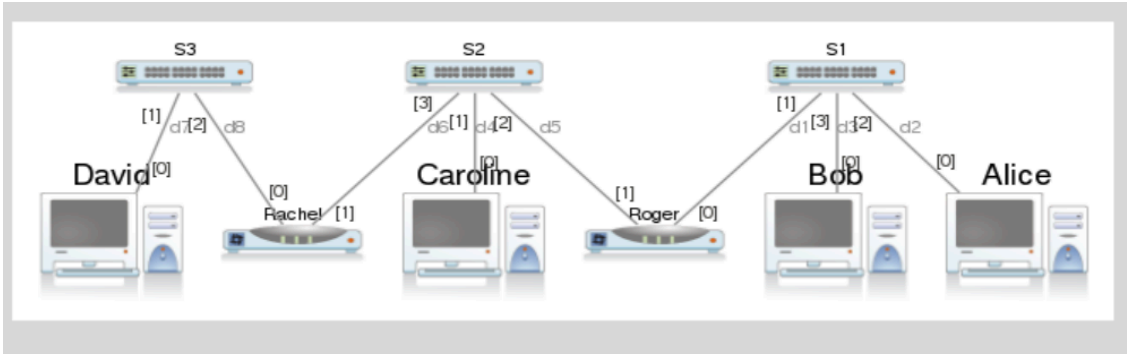 S3 S2 S1
[3] [1]
[1] d7 [2] d8 d6 [1] d4 [2] d5 d1 [3] d3 [2] d2
David [0] Caroline [0] Bob [0] [0] Alice
[0] [1]
Rachel [1] Roger [0]